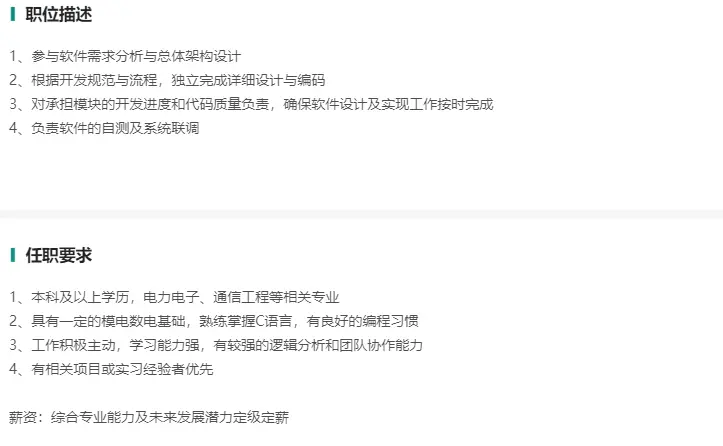 职位描述
1、参与软件需求分析与总体架构设计
2、根据开发规范与流程，独立完成详细设计与编码
3、对承担模块的开发进度和代码质量负责，确保软件设计及实现工作按时完成
4、负责软件的自测及系统联调
任职要求
1、本科及以上学历，电力电子、通信工程等相关专业
2、具有一定的模电数电基础，熟练掌握C语言，有良好的编程习惯
3、工作积极主动，学习能力强，有较强的逻辑分析和团队协作能力
4、有相关项目或实习经验者优先
薪资：综合专业能力及未来发展潜力定级定薪